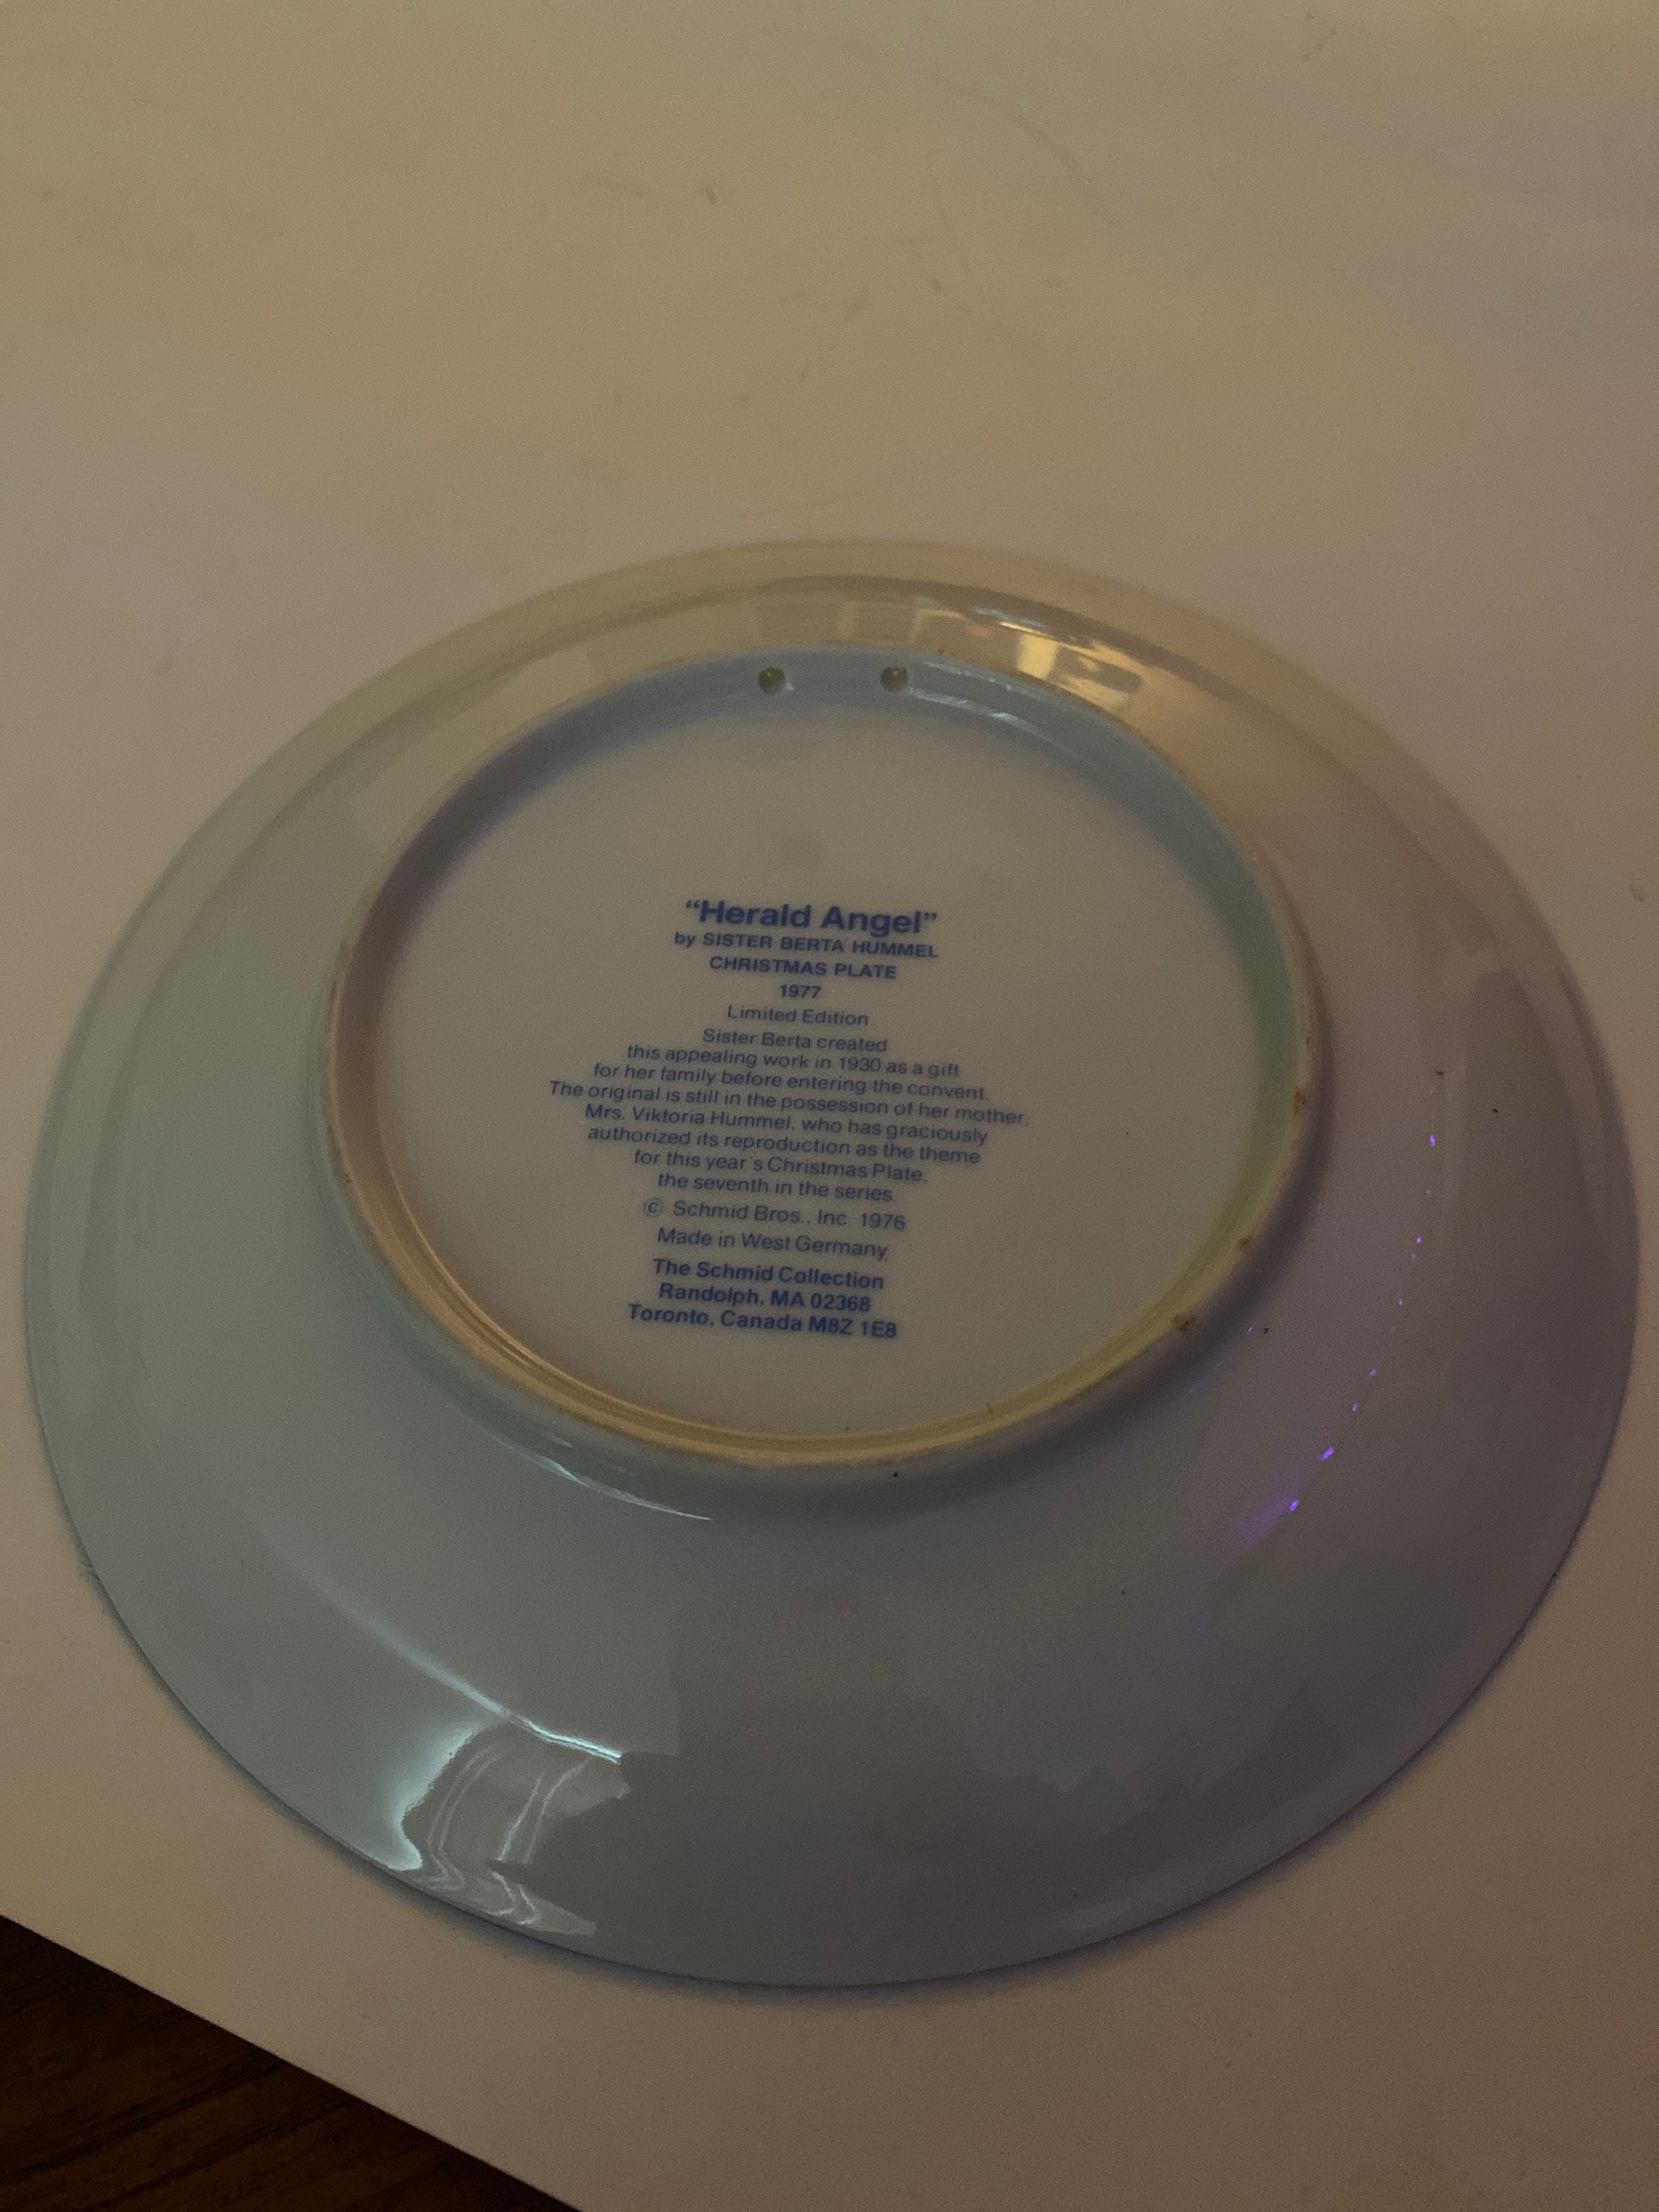 “Herald Angel”
by SISTER BERTA HUMMEL
CHRISTMAS PLATE
1977
Limited Edition
Sister Berta created
this appealing work in 1930 as a gift
for her family before entering the convent.
The original is still in the possession of her mother,
Mrs. Viktoria Hummel, who has graciously
authorized its reproduction as the theme
for this year's Christmas Plate,
the seventh in the series.
© Schmid Bros., Inc. 1976
Made in West Germany
The Schmid Collection
Randolph, MA 02368
Toronto, Canada M8Z 1E8